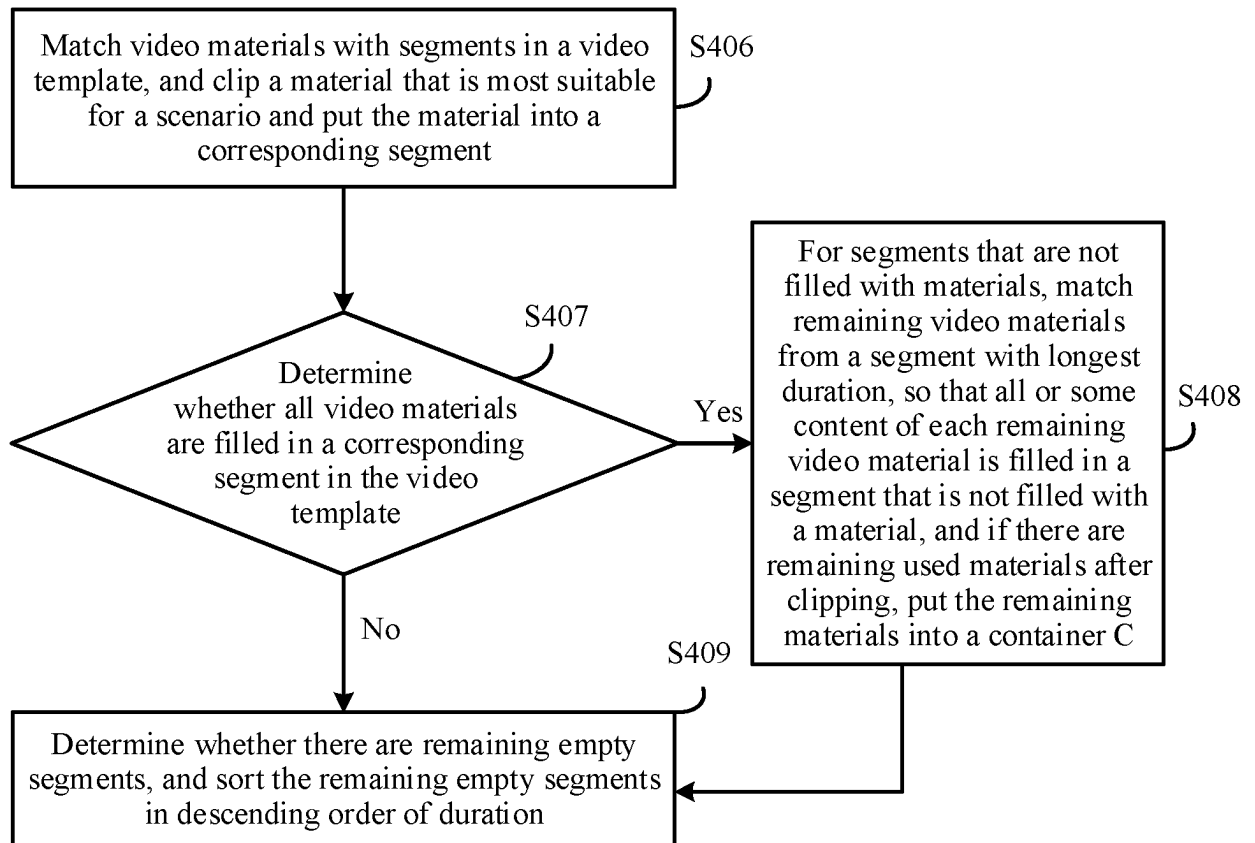 Match video materials with segments in a video
template, and clip a material that is most suitable
for a scenario and put the material into a
corresponding segment
S406
S407
Determine
whether all video materials
are filled in a corresponding
segment in the video
template
Yes
No
For segments that are not
filled with materials, match
remaining video materials
from a segment with longest
duration, so that all or some
content of each remaining
video material is filled in a
segment that is not filled with
a material, and if there are
remaining used materials after
clipping, put the remaining
materials into a container C
S408
S409
Determine whether there are remaining empty
segments, and sort the remaining empty segments
in descending order of duration